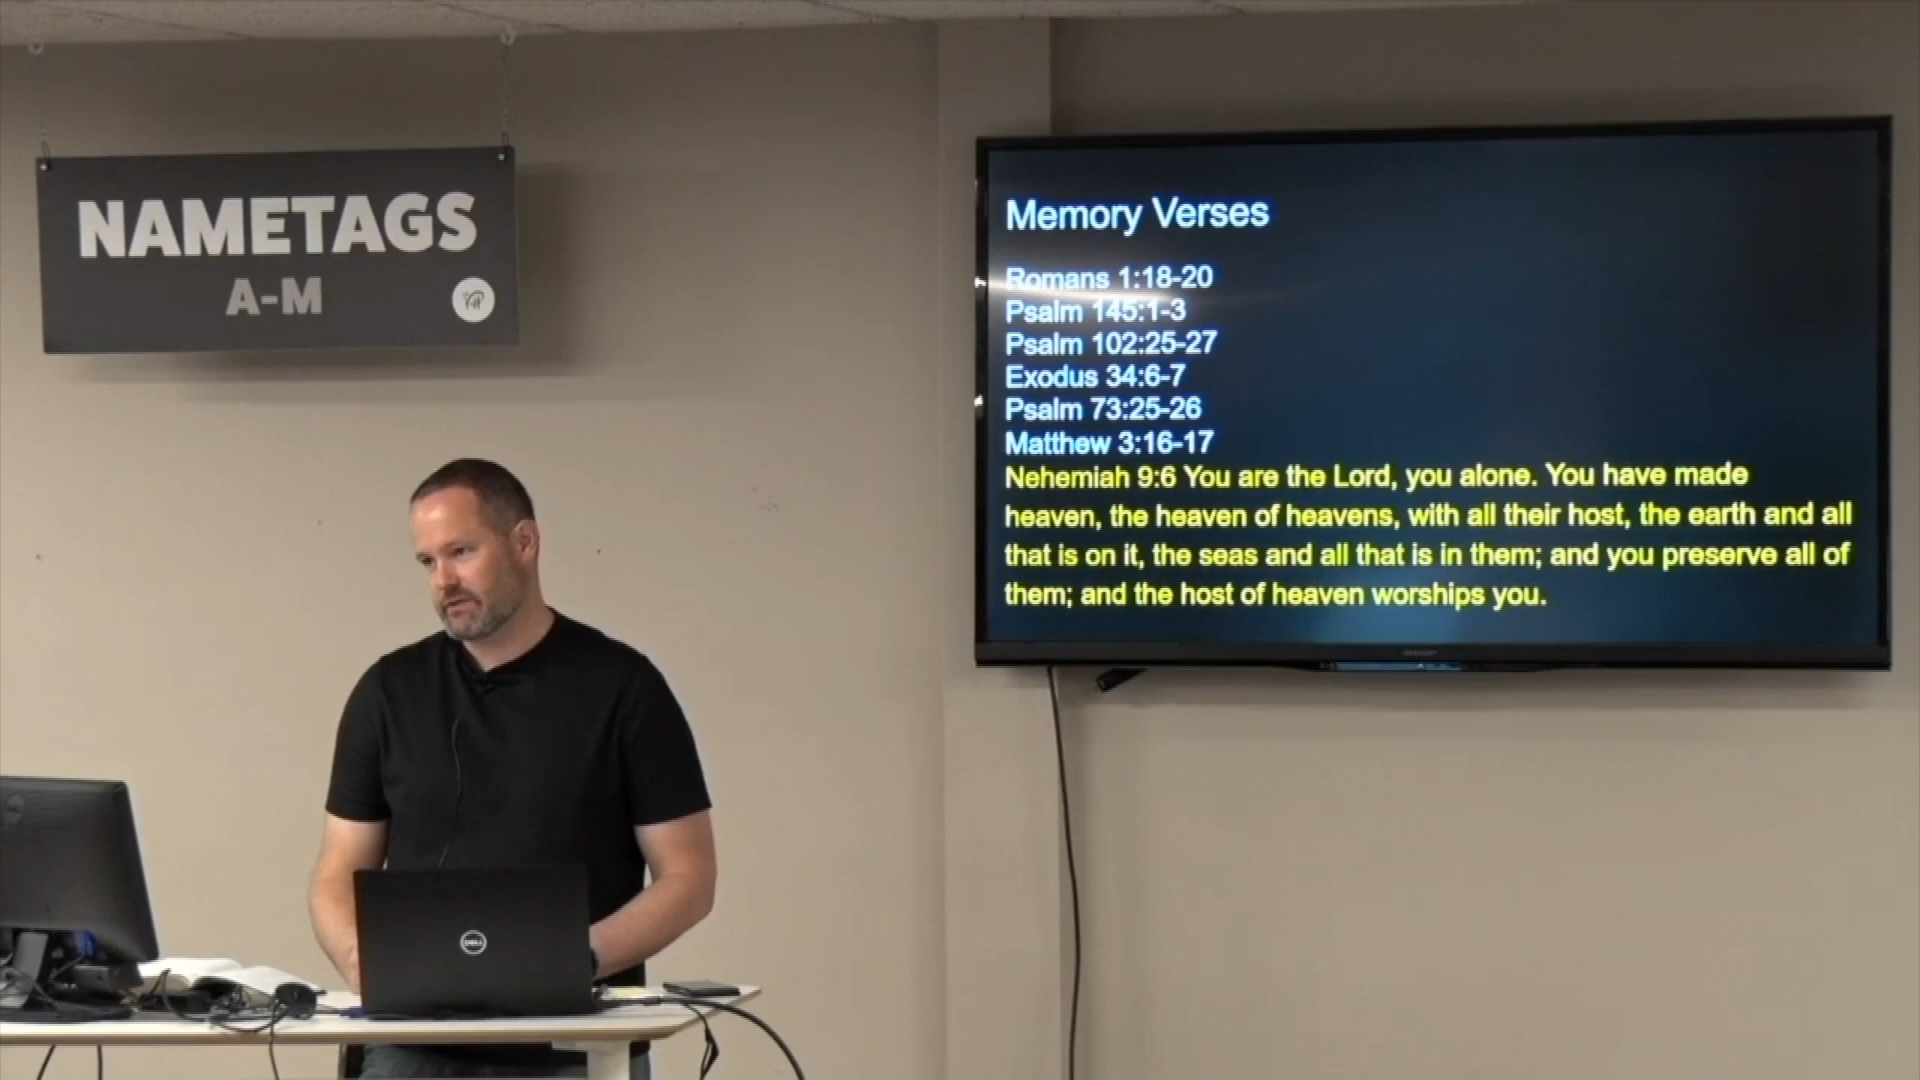 NAMETAGS
A-M
Memory Verses
Romans 1:18-20
Psalm 145:1-3
Psalm 102:25-27
Exodus 34:6-7
Psalm 73:25-26
Matthew 3:16-17
Nehemiah 9:6 You are the Lord, you alone. You have made
heaven, the heaven of heavens, with all their host, the earth and all
that is on it, the seas and all that is in them; and you preserve all of
them; and the host of heaven worships you.
DELL